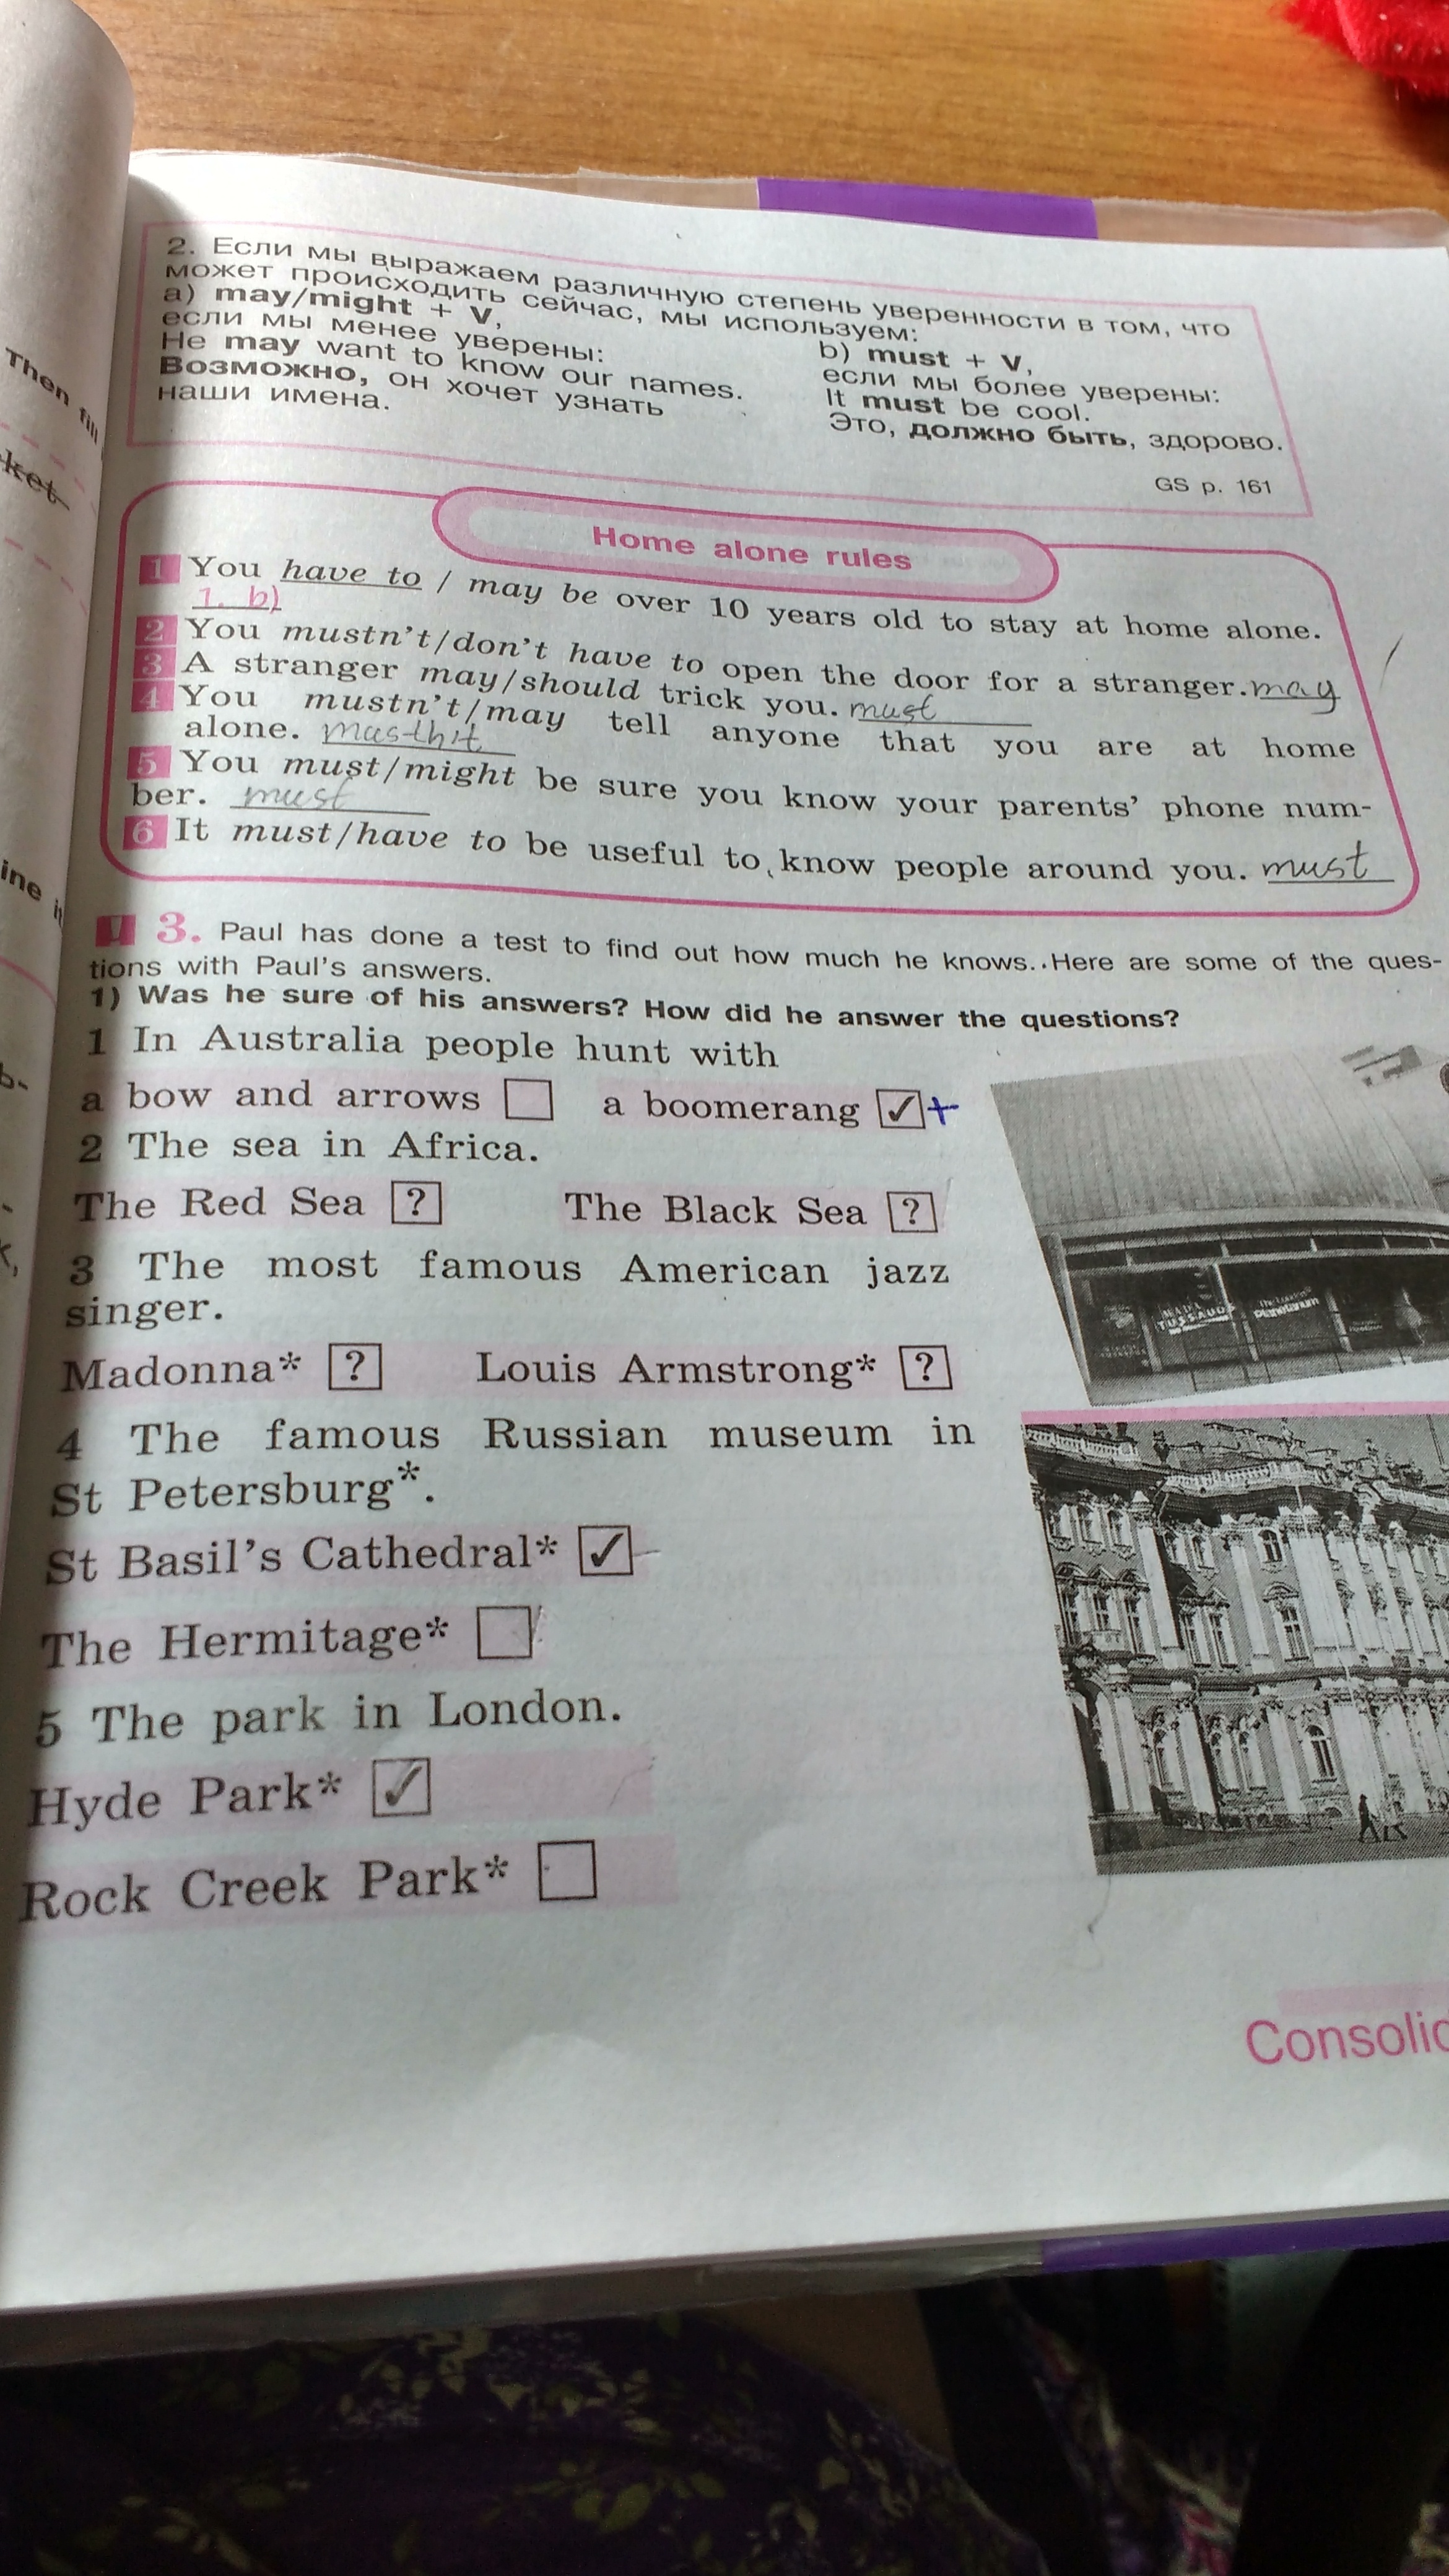 Then fill
ket
ine i
2. Если мы выражаем различную степень уверенности в том, что
может происходить сейчас, мы используем:
a) may/might + V,
если мы менее уверены:
He may want to know our names.
Возможно, он хочет узнать
наши имена.
b) must + V,
если мы более уверены:
It must be cool.
Это, должно быть, здорово.
GS p. 161
Home alone rules
1 You have to / may be over 10 years old to stay at home alone.
1. b)
2 You mustn't/don't have to open the door for a stranger. may
3 A stranger may/should trick you. must
4 You mustn't/may tell anyone that you are at home
alone. masthit
5 You must/might be sure you know your parents' phone num-
ber. must
6 It must/have to be useful to know people around you. must
! 3. Paul has done a test to find out how much he knows. Here are some of the ques-
tions with Paul's answers.
1) Was he sure of his answers? How did he answer the questions?
1 In Australia people hunt with
a bow and arrows a boomerang ✓ +
2 The sea in Africa.
The Red Sea ? The Black Sea ?
3 The most famous American jazz
singer.
Madonna* ? Louis Armstrong* ?
4 The famous Russian museum in
St Petersburg*.
St Basil's Cathedral* ✓
The Hermitage*
5 The park in London.
Hyde Park* ✓
Rock Creek Park*
TUSSAUDS
Planetarium
Consolid